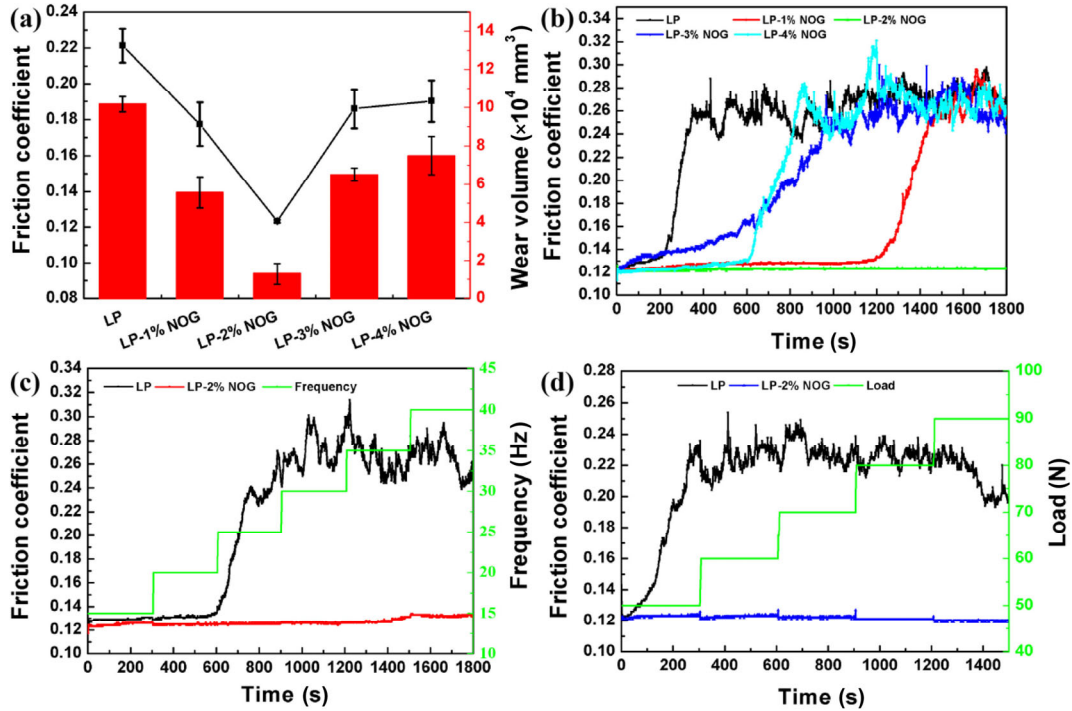 (a)
Friction coefficient
0.24
0.22
0.20
0.18
0.16
0.14
0.12
0.10
0.08
14
12
10
8
6
4
2
0
Wear volume (×10⁴ mm³)
LP
LP-1% NOG
LP-2% NOG
LP-3% NOG
LP-4% NOG
(b)
LP LP-1% NOG LP-2% NOG
LP-3% NOG LP-4% NOG
Friction coefficient
0.34
0.32
0.30
0.28
0.26
0.24
0.22
0.20
0.18
0.16
0.14
0.12
0.10
0 200 400 600 800 1000 1200 1400 1600 1800
Time (s)
(c)
LP LP-2% NOG Frequency
Friction coefficient
0.34
0.32
0.30
0.28
0.26
0.24
0.22
0.20
0.18
0.16
0.14
0.12
0.10
45
40
35
30
25
20
15
10
Frequency (Hz)
0 200 400 600 800 1000 1200 1400 1600 1800
Time (s)
(d)
LP LP-2% NOG Load
Friction coefficient
0.28
0.26
0.24
0.22
0.20
0.18
0.16
0.14
0.12
0.10
100
90
80
70
60
50
40
Load (N)
0 200 400 600 800 1000 1200 1400
Time (s)